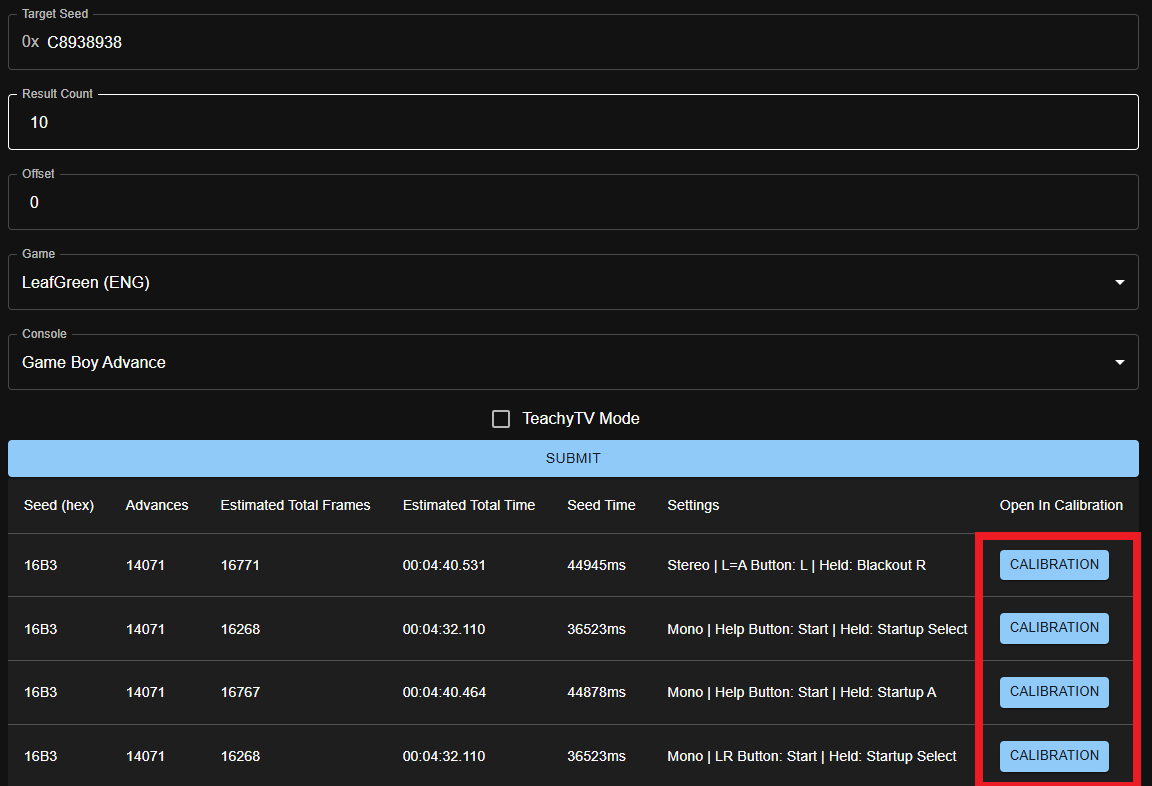 Target Seed
0x C8938938
Result Count
10
Offset
0
Game
LeafGreen (ENG)
Console
Game Boy Advance
TeachyTV Mode
SUBMIT
Seed (hex) Advances Estimated Total Frames Estimated Total Time Seed Time Settings Open In Calibration
16B3 14071 16771 00:04:40.531 44945ms Stereo | L=A Button: L | Held: Blackout R CALIBRATION
16B3 14071 16268 00:04:32.110 36523ms Mono | Help Button: Start | Held: Startup Select CALIBRATION
16B3 14071 16767 00:04:40.464 44878ms Mono | Help Button: Start | Held: Startup A CALIBRATION
16B3 14071 16268 00:04:32.110 36523ms Mono | LR Button: Start | Held: Startup Select CALIBRATION